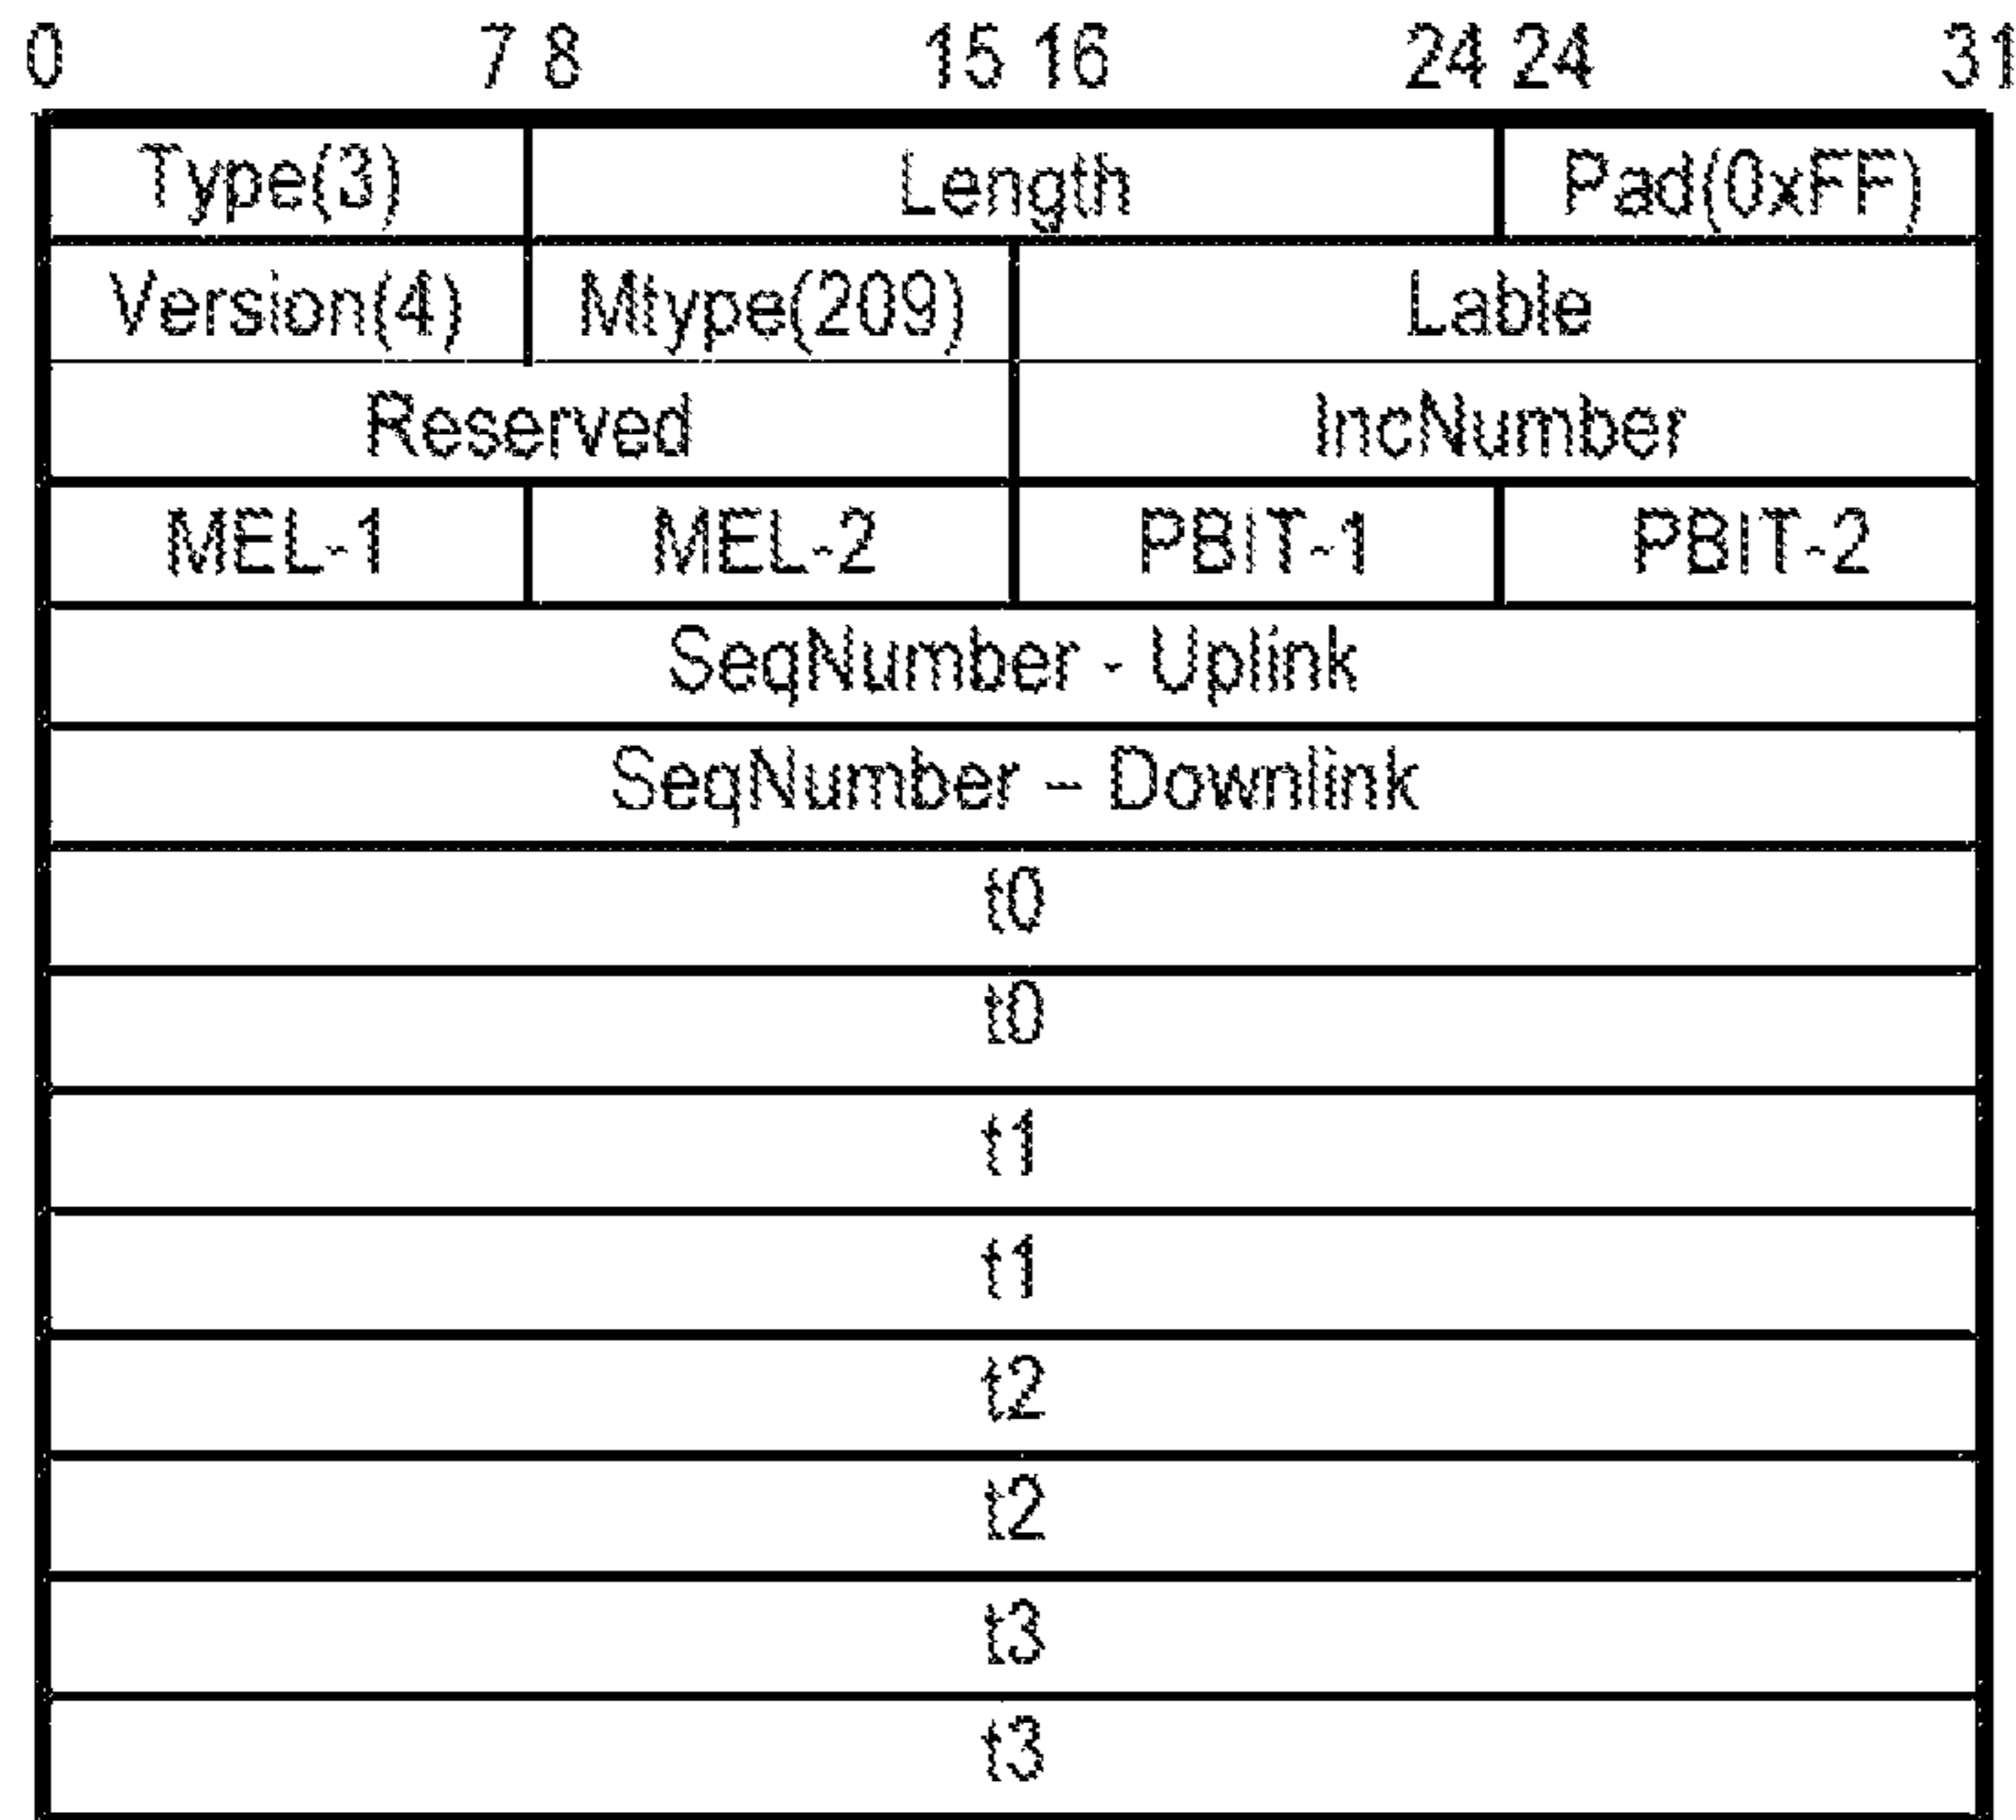 0 7 8 15 16 24 24 31
Type(3) Length Pad(0xFF)
Version(4) Mtype(209) Lable
Reserved IncNumber
MEL-1 MEL-2 PBIT-1 PBIT-2
SeqNumber - Uplink
SeqNumber – Downlink
t0
t0
t1
t1
t2
t2
t3
t3